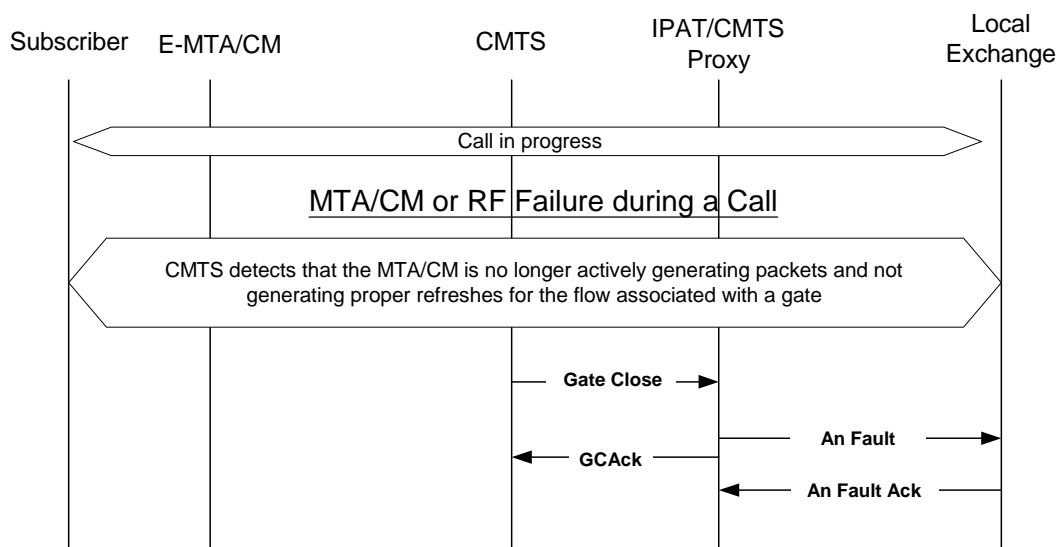 Subscriber
E-MTA/CM
CMTS
IPAT/CMTS
Proxy
Local
Exchange
Call in progress
MTA/CM or RF Failure during a Call
CMTS detects that the MTA/CM is no longer actively generating packets and not
generating proper refreshes for the flow associated with a gate
Gate Close
An Fault
GCAck
An Fault Ack